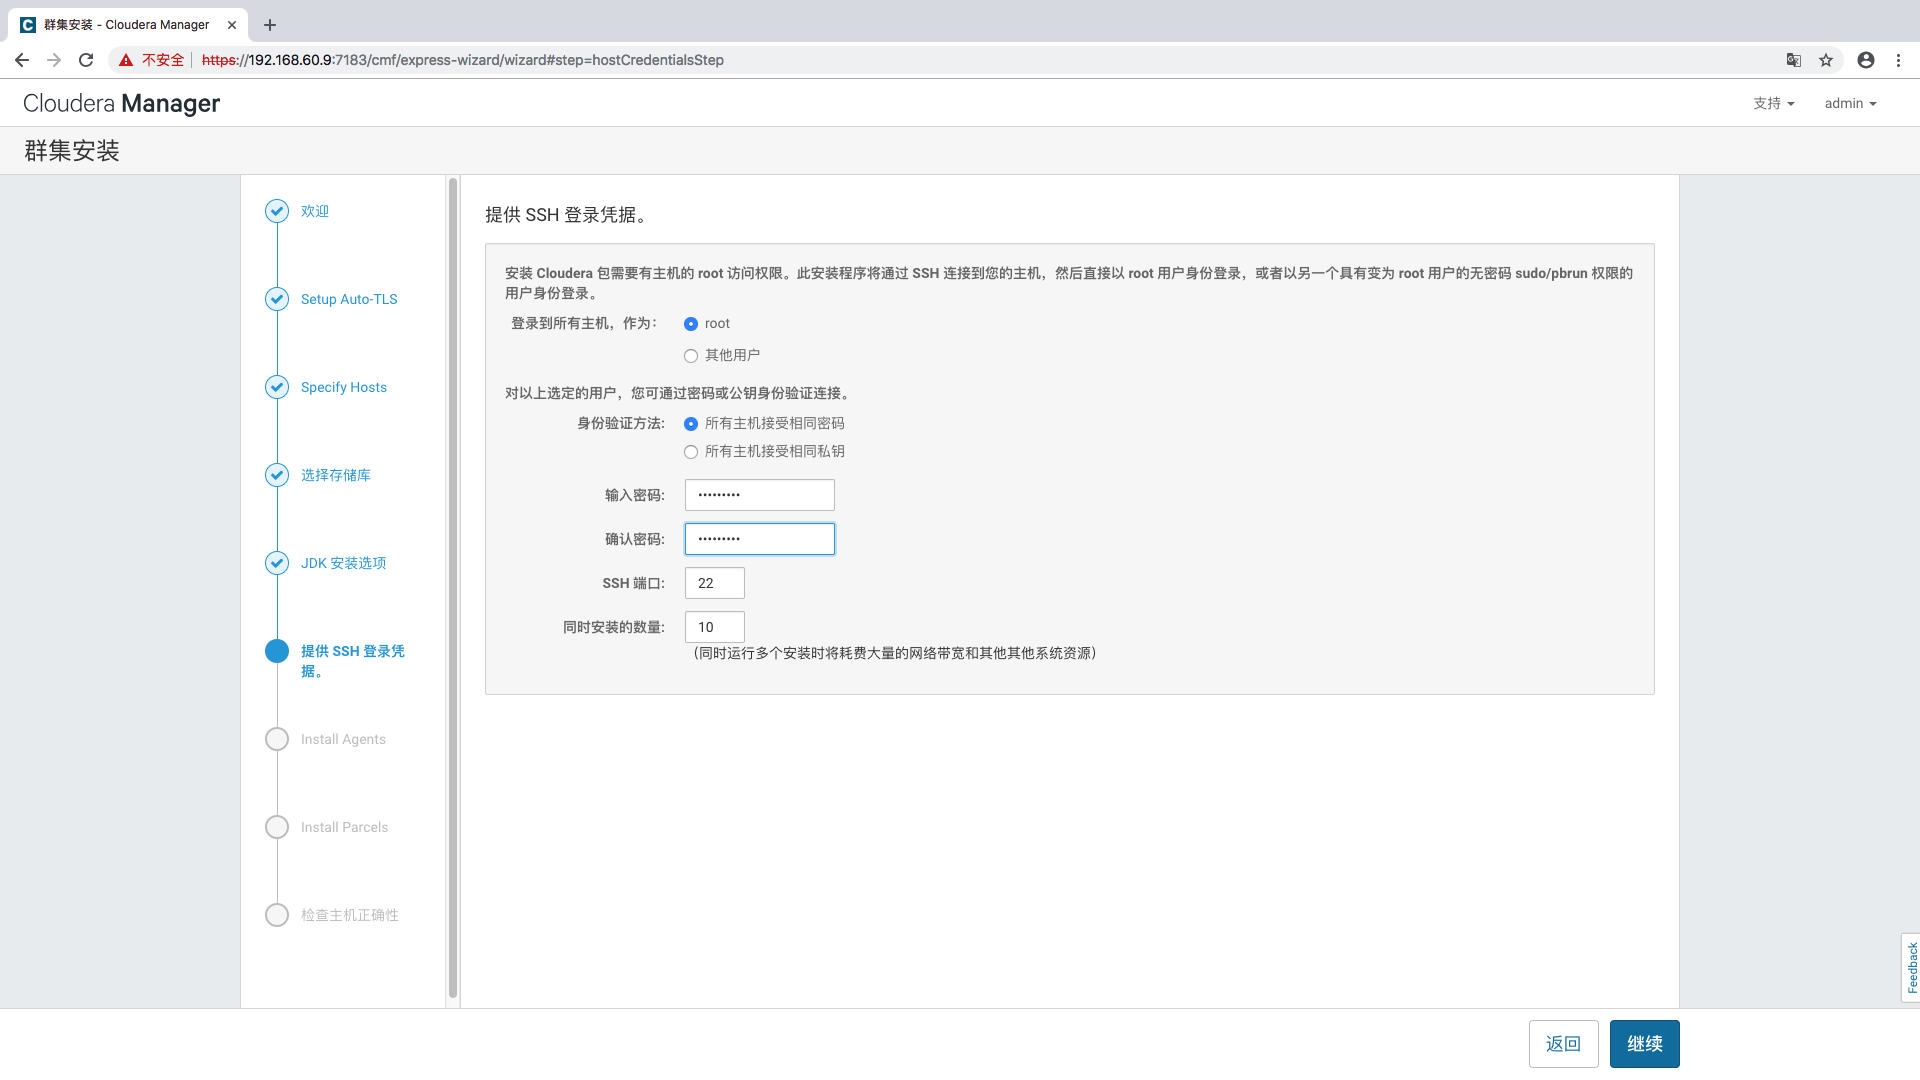 群集安装 - Cloudera Manager
不安全 https://192.168.60.9:7183/cmf/express-wizard/wizard#step=hostCredentialsStep
Cloudera Manager
支持
admin
群集安装
欢迎
Setup Auto-TLS
Specify Hosts
选择存储库
JDK 安装选项
提供 SSH 登录凭
据。
Install Agents
Install Parcels
检查主机正确性
提供 SSH 登录凭据。
安装 Cloudera 包需要有主机的 root 访问权限。此安装程序将通过 SSH 连接到您的主机，然后直接以 root 用户身份登录，或者以另一个具有变为 root 用户的无密码 sudo/pbrun 权限的
用户身份登录。
登录到所有主机，作为：
root
其他用户
对以上选定的用户，您可通过密码或公钥身份验证连接。
身份验证方法:
所有主机接受相同密码
所有主机接受相同私钥
输入密码: •••••••••
确认密码: •••••••••
SSH 端口: 22
同时安装的数量: 10
（同时运行多个安装时将耗费大量的网络带宽和其他其他系统资源）
Feedback
返回
继续